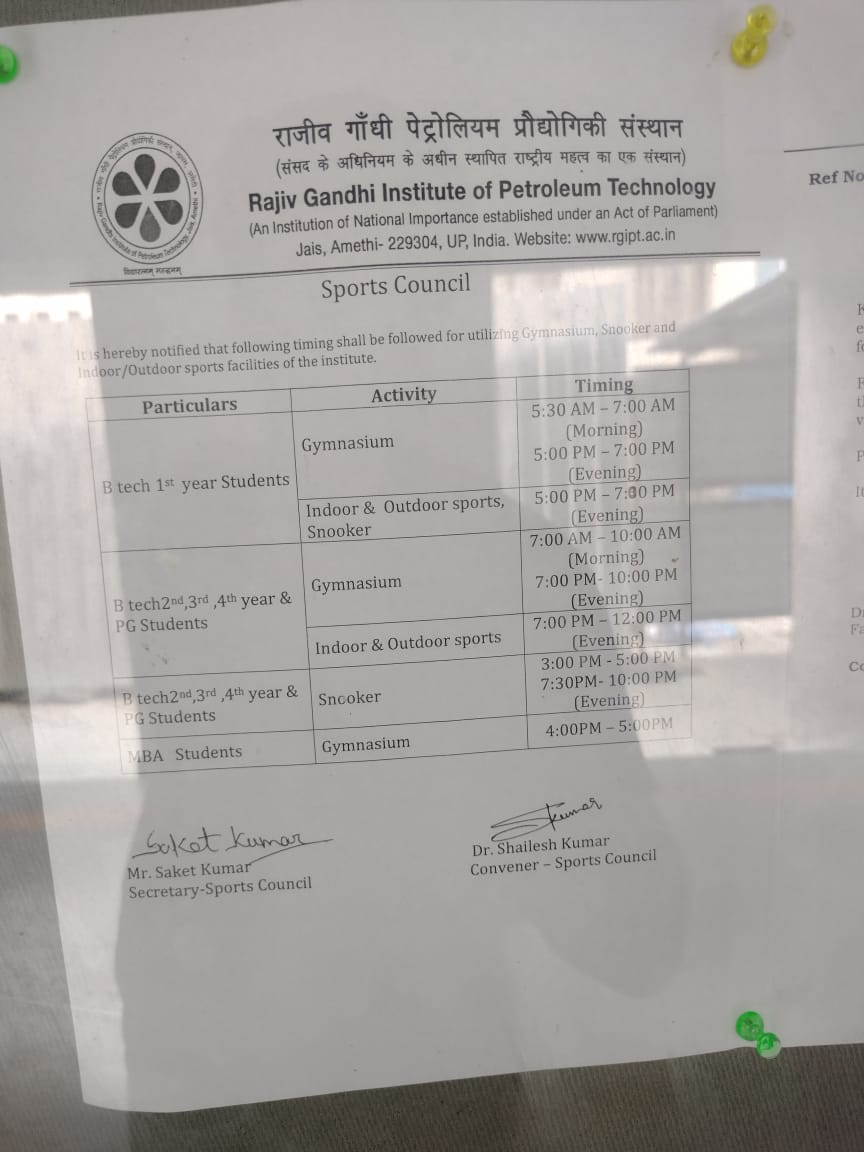 राजीव गाँधी पेट्रोलियम प्रौद्योगिकी संस्थान
(संसद के अधिनियम के अधीन स्थापित राष्ट्रीय महत्व का एक संस्थान)
Rajiv Gandhi Institute of Petroleum Technology
(An Institution of National Importance established under an Act of Parliament)
Jais, Amethi- 229304, UP, India. Website: www.rgipt.ac.in
Sports Council
It is hereby notified that following timing shall be followed for utilizing Gymnasium, Snooker and
Indoor/Outdoor sports facilities of the institute.
Particulars Activity Timing
B tech 1st year Students
Gymnasium
5:30 AM – 7:00 AM
(Morning)
5:00 PM – 7:00 PM
(Evening)
Indoor & Outdoor sports,
Snooker
5:00 PM – 7:30 PM
(Evening)
B tech2nd,3rd ,4th year &
PG Students
Gymnasium
7:00 AM – 10:00 AM
(Morning)
7:00 PM- 10:00 PM
(Evening)
Indoor & Outdoor sports
7:00 PM – 12:00 PM
(Evening)
B tech2nd,3rd ,4th year &
PG Students
Snooker
3:00 PM - 5:00 PM
7:30PM- 10:00 PM
(Evening)
MBA Students
Gymnasium
4:00PM – 5:00PM
Saket Kumar
Mr. Saket Kumar
Secretary-Sports Council
Skumar
Dr. Shailesh Kumar
Convener – Sports Council
Ref No